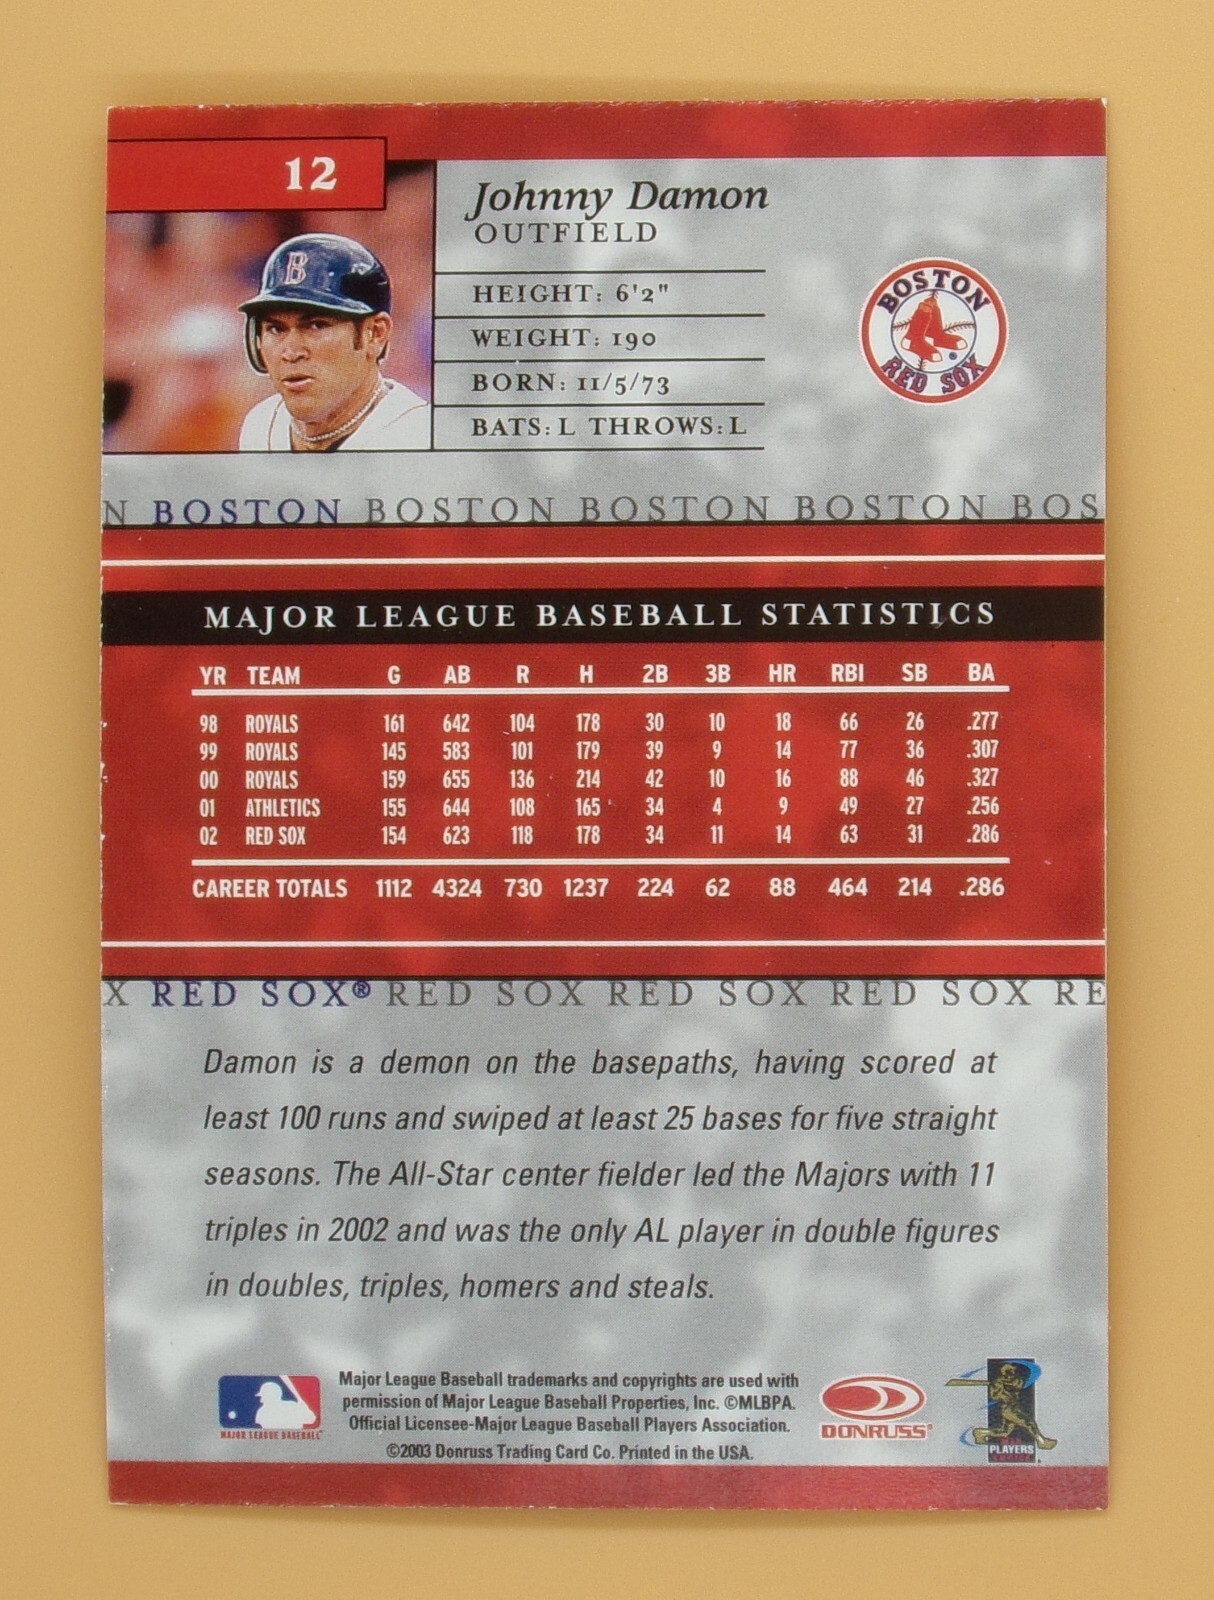 12
Johnny Damon
OUTFIELD
HEIGHT: 6'2"
WEIGHT: 190
BORN: 11/5/73
BATS: L THROWS: L
B
BOSTON
RED SOX
N BOSTON BOSTON BOSTON BOSTON BOS
MAJOR LEAGUE BASEBALL STATISTICS
YR TEAM G AB R H 2B 3B HR RBI SB BA
98 ROYALS 161 642 104 178 30 10 18 66 26 .277
99 ROYALS 145 583 101 179 39 9 14 77 36 .307
00 ROYALS 159 655 136 214 42 10 16 88 46 .327
01 ATHLETICS 155 644 108 165 34 4 9 49 27 .256
02 RED SOX 154 623 118 178 34 11 14 63 31 .286
CAREER TOTALS 1112 4324 730 1237 224 62 88 464 214 .286
X RED SOX® RED SOX RED SOX RED SOX RE
Damon is a demon on the basepaths, having scored at
least 100 runs and swiped at least 25 bases for five straight
seasons. The All-Star center fielder led the Majors with 11
triples in 2002 and was the only AL player in double figures
in doubles, triples, homers and steals.
MAJOR LEAGUE BASEBALL
Major League Baseball trademarks and copyrights are used with
permission of Major League Baseball Properties, Inc. ©MLBPA.
Official Licensee-Major League Baseball Players Association.
©2003 Donruss Trading Card Co. Printed in the USA.
DONRUSS
PLAYERS